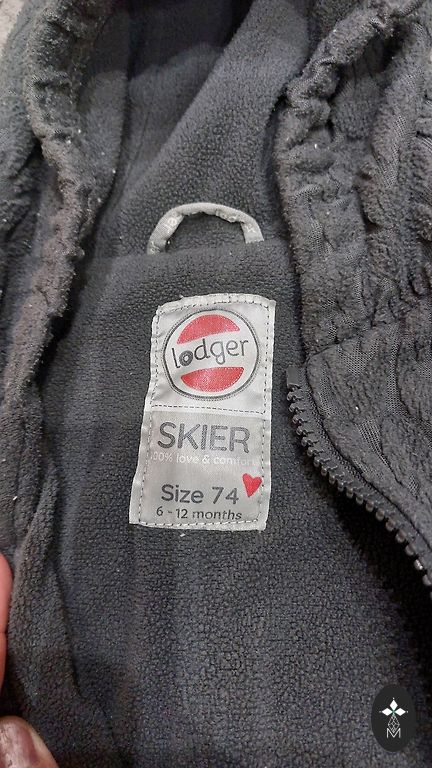 lodger
SKIER
100% love & comfort
Size 74
6 - 12 months